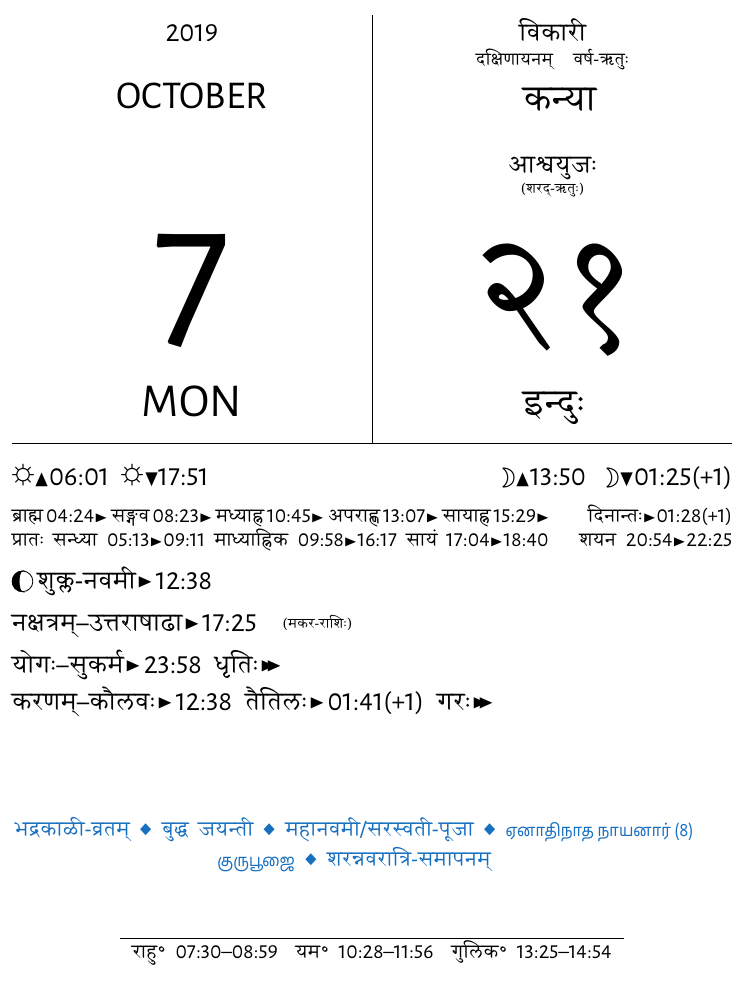 2019
OCTOBER
7
MON
विकारी
दक्षिणायनम् वर्ष-ऋतुः
कन्या
आश्वयुजः
(शरद्-ऋतुः)
२१
इन्दुः
☼▲06:01 ☼▼17:51 ☽▲13:50 ☽▼01:25(+1)
ब्राह्म 04:24► सङ्गव 08:23► मध्याह्न 10:45► अपराह्ण 13:07► सायाह्न 15:29► दिनान्तः►01:28(+1)
प्रातः सन्ध्या 05:13►09:11 माध्याह्निक 09:58►16:17 सायं 17:04►18:40 शयन 20:54►22:25
शुक्ल-नवमी►12:38
नक्षत्रम्–उत्तराषाढा►17:25 (मकर-राशिः)
योगः–सुकर्म►23:58 धृतिः►►
करणम्–कौलवः►12:38 तैतिलः►01:41(+1) गरः►►
भद्रकाळी-व्रतम् ◆ बुद्ध जयन्ती ◆ महानवमी/सरस्वती-पूजा ◆ ஏனாதிநாத நாயனார் (8)
குருபூஜை ◆ शरन्नवरात्रि-समापनम्
राहु° 07:30–08:59 यम° 10:28–11:56 गुलिक° 13:25–14:54